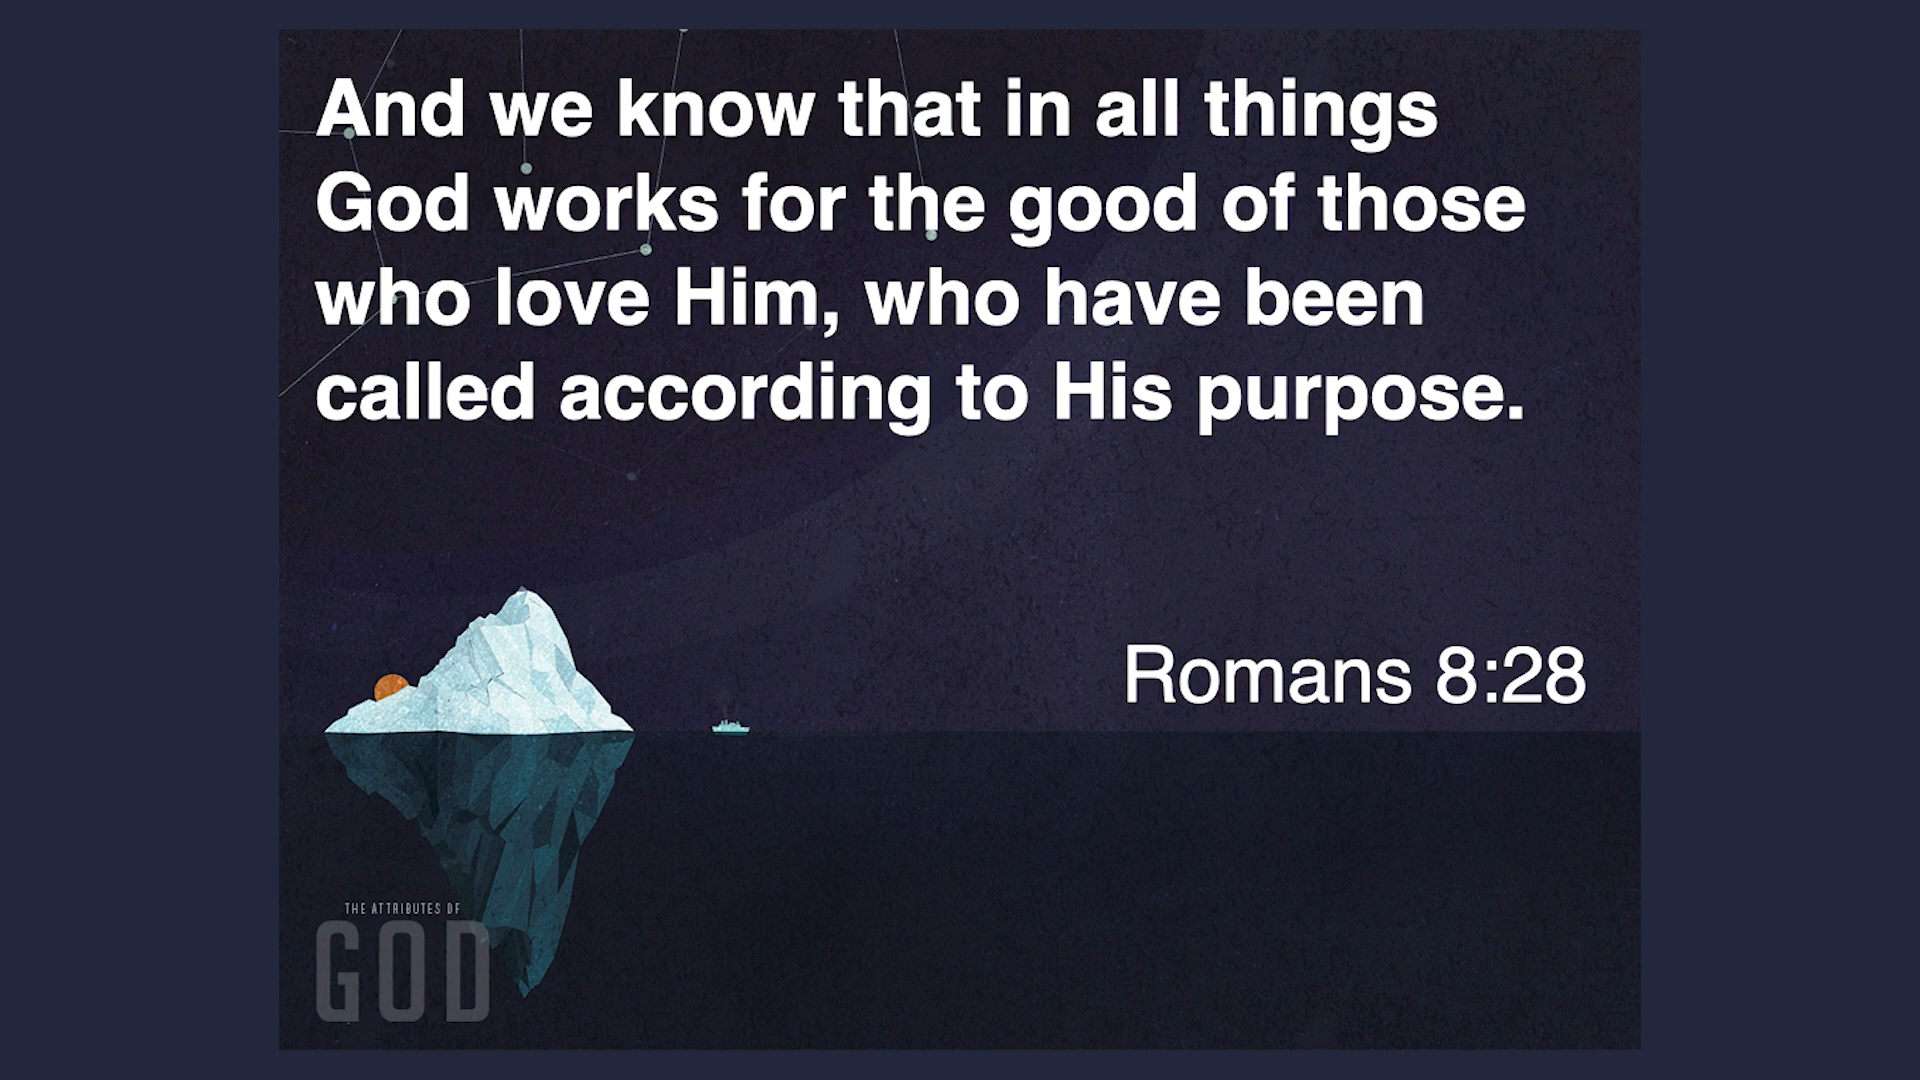 And we know that in all things
God works for the good of those
who love Him, who have been
called according to His purpose.
Romans 8:28
THE ATTRIBUTES OF
GOD